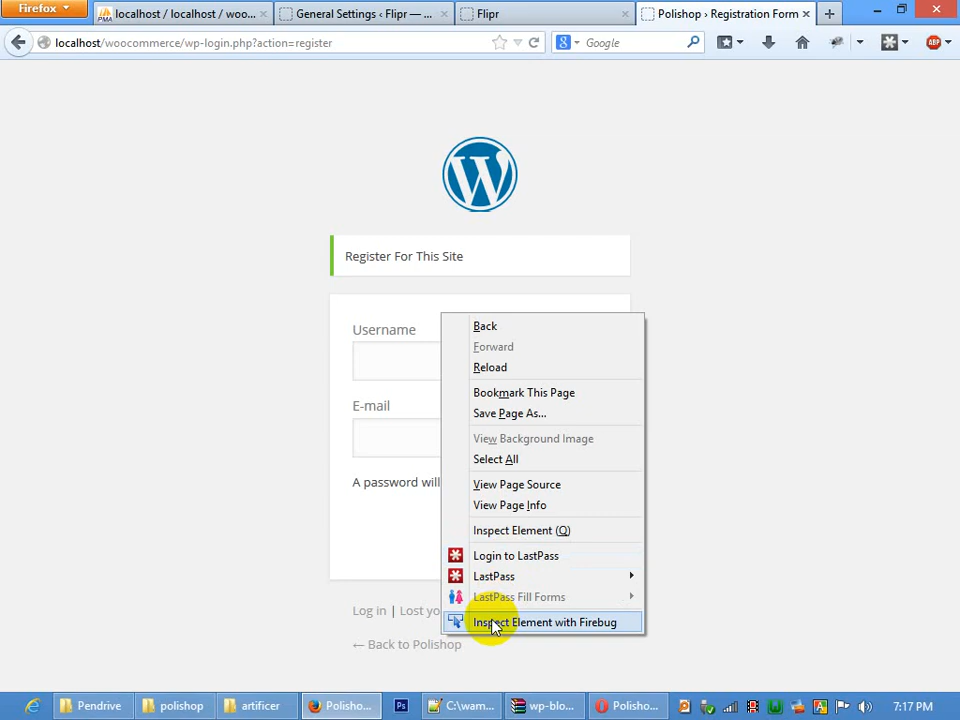 Firefox
localhost / localhost / woo...
General Settings ‹ Flipr — ...
Flipr
Polishop › Registration Form
localhost/woocommerce/wp-login.php?action=register
Google
ABP
Register For This Site
Username
E-mail
A password will
Log in | Lost yo
← Back to Polishop
Back
Forward
Reload
Bookmark This Page
Save Page As...
View Background Image
Select All
View Page Source
View Page Info
Inspect Element (Q)
Login to LastPass
LastPass
LastPass Fill Forms
Inspect Element with Firebug
Pendrive
polishop
artificer
Polisho...
C:\wam...
wp-blo...
Polisho...
7:17 PM